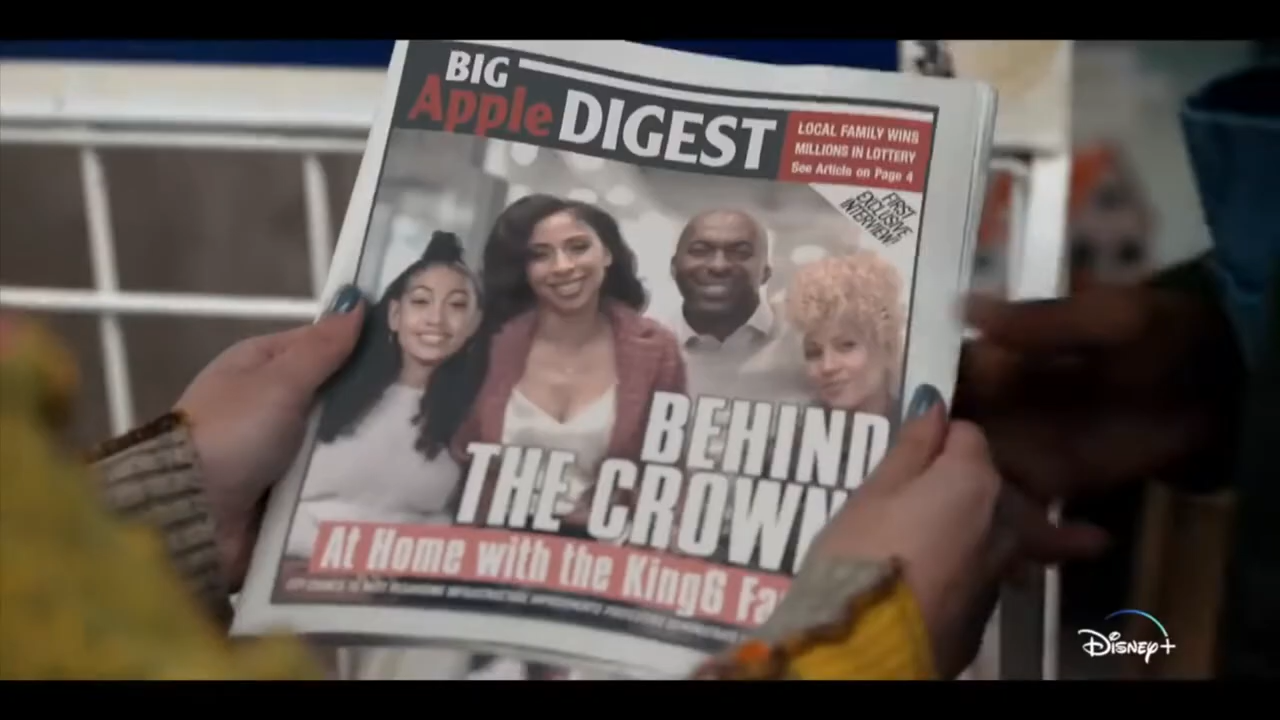 BIG
Apple DIGEST
LOCAL FAMILY WINS
MILLIONS IN LOTTERY
See Article on Page 4
FIRST
EXCLUSIVE
INTERVIEW!
BEHIND
THE CROWN
At Home with the King6 Fa
Disney+